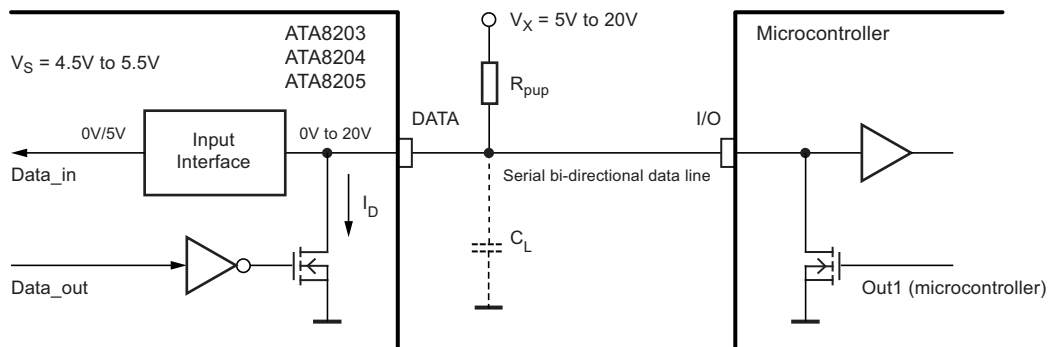 V_X = 5V to 20V
ATA8203
ATA8204
ATA8205
Microcontroller
V_S = 4.5V to 5.5V
R_pup
0V/5V
Input
Interface
0V to 20V
DATA
I/O
Data_in
Serial bi-directional data line
I_D
C_L
Data_out
Out1 (microcontroller)